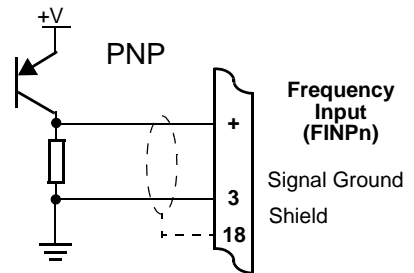 +V
PNP
Frequency
Input
(FINPn)
+
Signal Ground
3
Shield
18